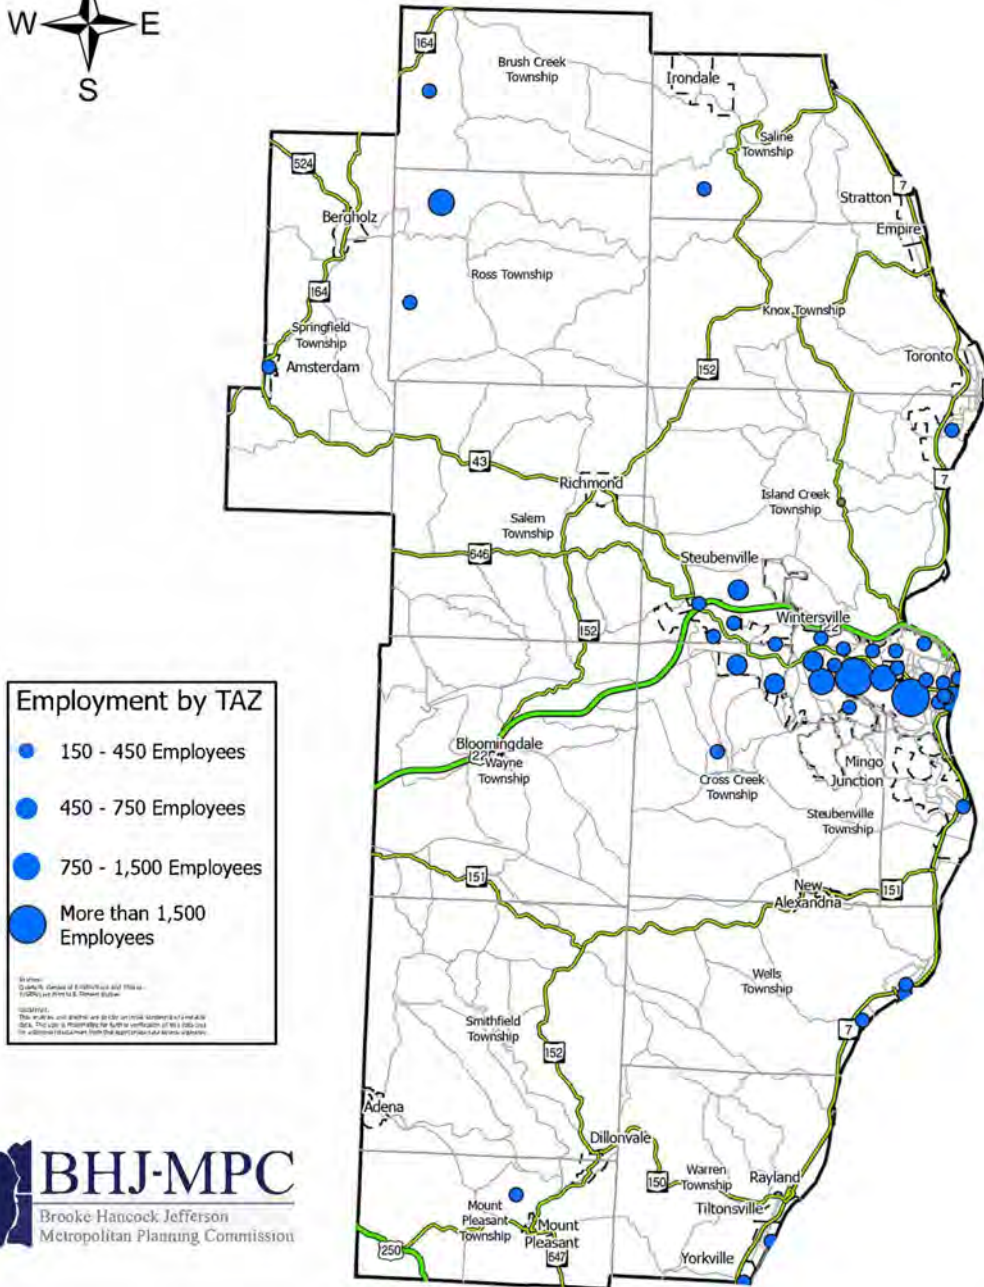 W E
S
164
Brush Creek
Township
Irondale
Saline
Township
524
7
Stratton
Bergholz
Empire
Ross Township
164
Springfield
Township
Knox Township
Amsterdam
Toronto
152
43
7
Richmond
Island Creek
Township
Salem
Township
646
Steubenville
152
Wintersville
22
Employment by TAZ
150 - 450 Employees
450 - 750 Employees
750 - 1,500 Employees
More than 1,500
Employees
Bloomingdale
22
Wayne
Township
Cross Creek
Township
Mingo
Junction
Steubenville
Township
151
New
Alexandria
151
Wells
Township
Smithfield
Township
7
152
Adena
Dillonvale
Warren
Township
Rayland
150
Tiltonsville
Mount
Pleasant
Township
Mount
Pleasant
250
647
Yorkville
BHJ-MPC
Brooke Hancock Jefferson
Metropolitan Planning Commission